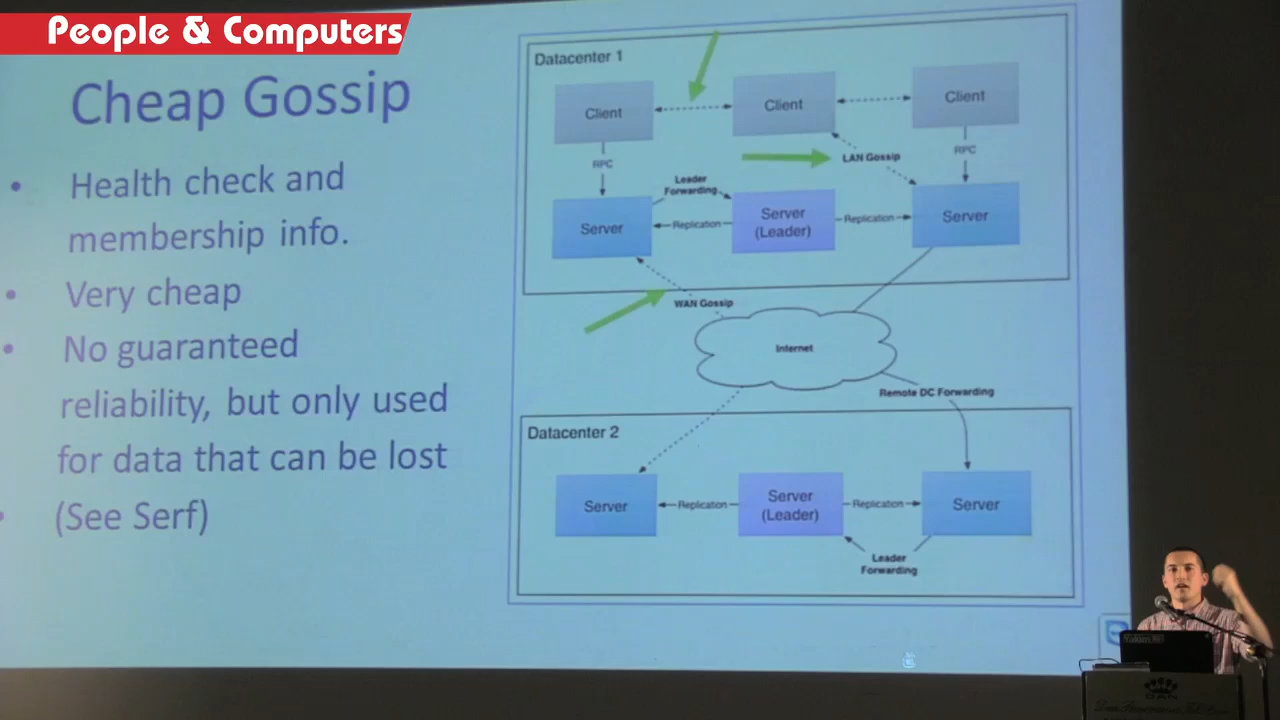 People & Computers
Cheap Gossip
• Health check and
membership info.
• Very cheap
• No guaranteed
reliability, but only used
for data that can be lost
• (See Serf)
Datacenter 1
Client
Client
Client
RPC
LAN Gossip
RPC
Leader
Forwarding
Server
Replication
Server
(Leader)
Replication
Server
WAN Gossip
Internet
Remote DC Forwarding
Datacenter 2
Server
Replication
Server
(Leader)
Replication
Server
Leader
Forwarding
DAN